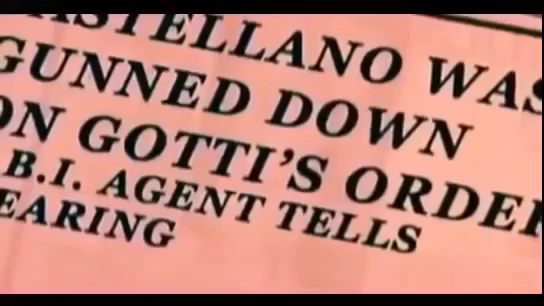 ASTELLANO WAS
GUNNED DOWN
ON GOTTI'S ORDER
B.I. AGENT TELLS
EARING